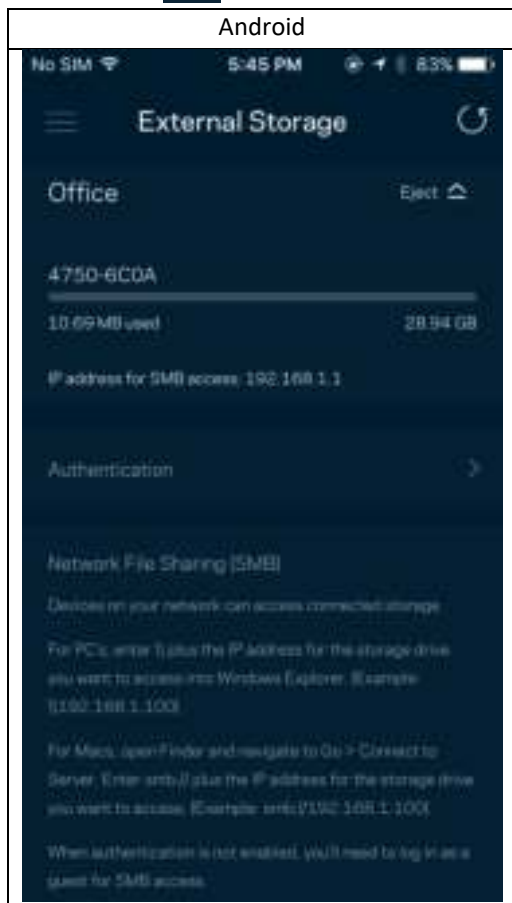 Android
No SIM 5:45 PM 83%
External Storage
Office Eject
4750-6C0A
10.69 MB used 28.94 GB
IP address for SMB access: 192.168.1.1
Authentication
Network File Sharing (SMB)
Devices on your network can access connected storage
For PC's, enter \\ plus the IP address for the storage drive
you want to access into Windows Explorer. (Example
\\192.168.1.100)
For Macs, open Finder and navigate to Go > Connect to
Server. Enter smb:// plus the IP address for the storage drive
you want to access. (Example: smb://192.168.1.100)
When authentication is not enabled, you'll need to log in as a
guest for SMB access.